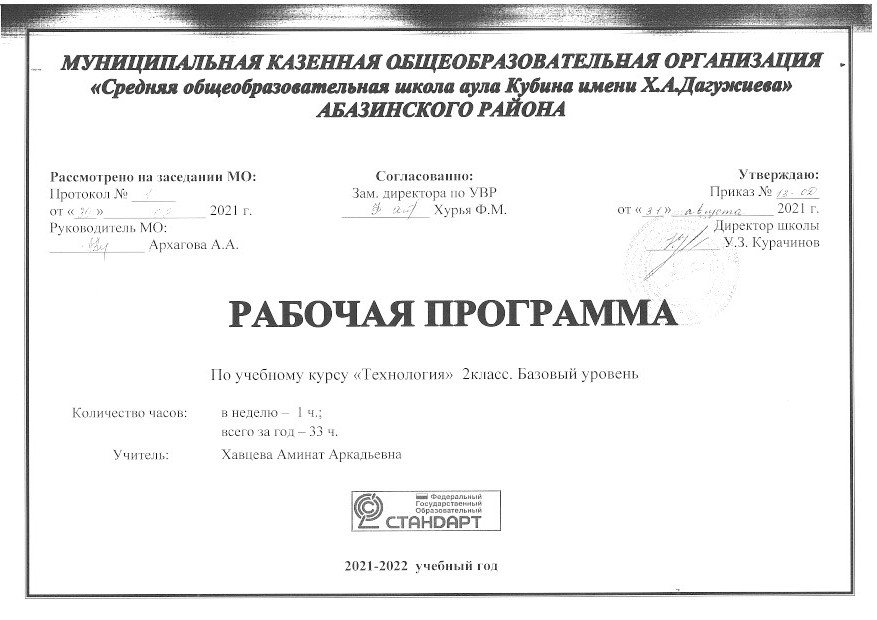 МУНИЦИПАЛЬНАЯ КАЗЕННАЯ ОБЩЕОБРАЗОВАТЕЛЬНАЯ ОРГАНИЗАЦИЯ
«Средняя общеобразовательная школа аула Кубина имени Х.А.Дагужиева»
АБАЗИНСКОГО РАЙОНА
Рассмотрено на заседании МО:
Протокол № 1
от « » 2021 г.
Руководитель МО:
Архагова А.А.
Согласованно:
Зам. директора по УВР
Хурья Ф.М.
Утверждаю:
Приказ № 13-ОД
от « 31 » августа 2021 г.
Директор школы
У.З. Курачинов
РАБОЧАЯ ПРОГРАММА
По учебному курсу «Технология» 2класс. Базовый уровень
Количество часов: в неделю – 1 ч.;
всего за год – 33 ч.
Учитель: Хавцева Аминат Аркадьевна
Федеральный
Государственный
Образовательный
СТАНДАРТ
2021-2022 учебный год